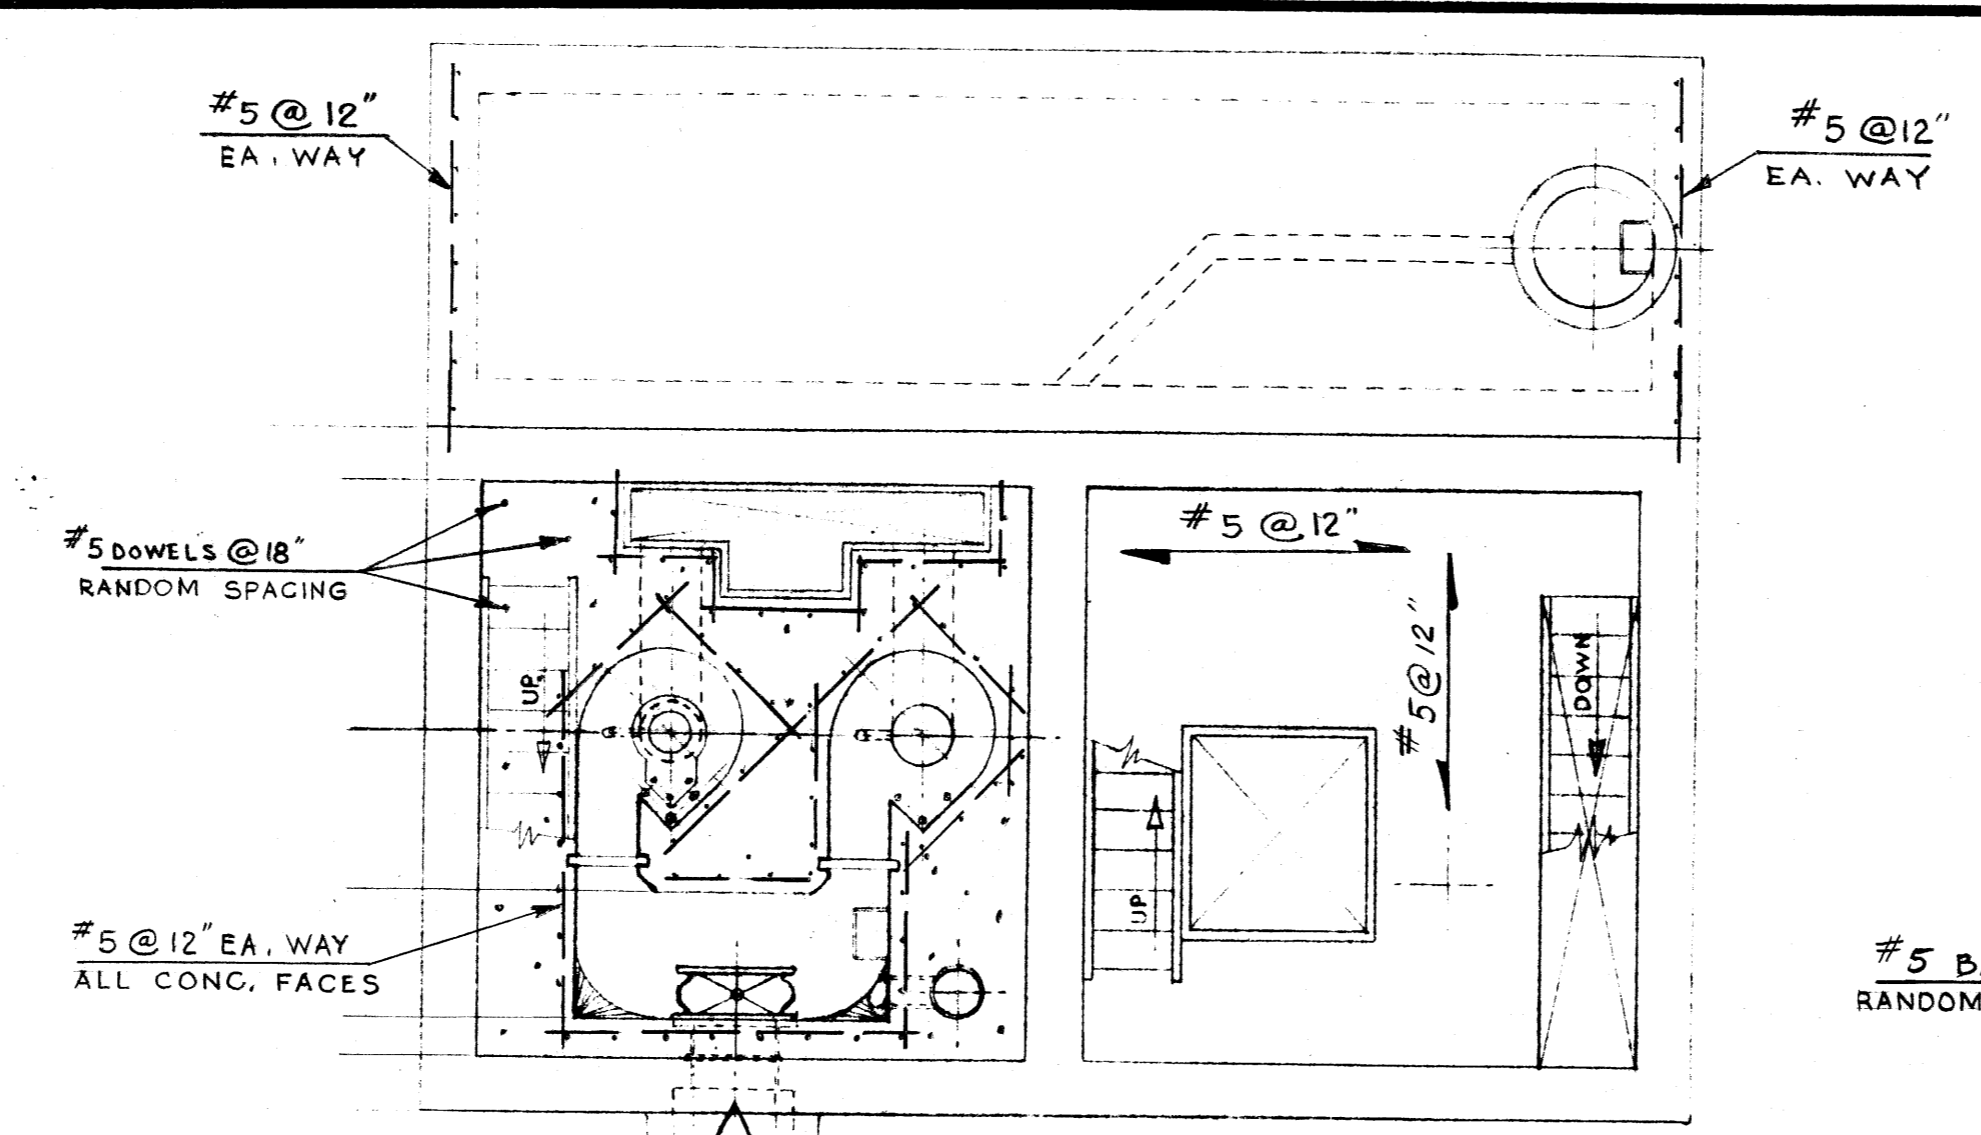 #5 @ 12"
EA. WAY
#5 @ 12"
EA. WAY
#5 DOWELS @ 18"
RANDOM SPACING
#5 @ 12"
#5 @ 12"
UP
DOWN
UP
#5 @ 12" EA. WAY
ALL CONC. FACES
#5 B
RANDOM